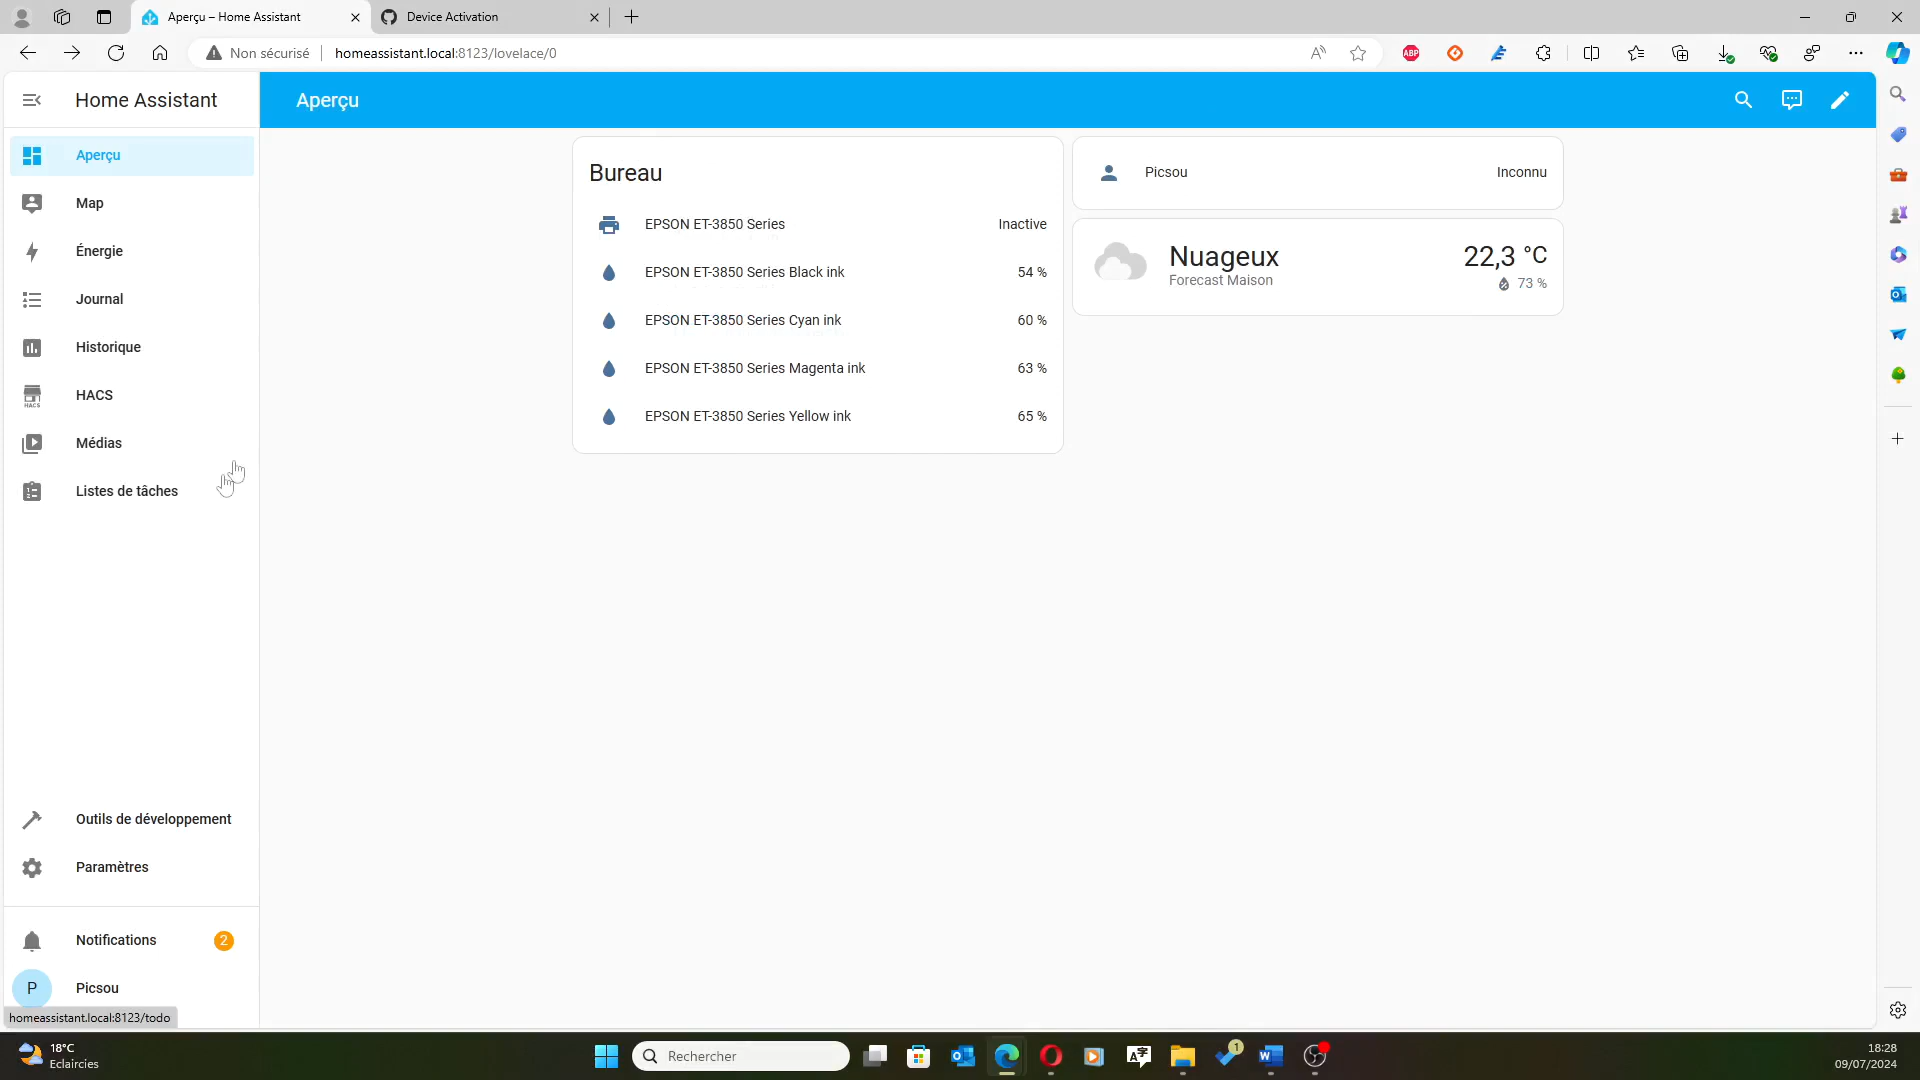 Aperçu – Home Assistant
Device Activation
Non sécurisé
homeassistant.local:8123/lovelace/0
ABP
Home Assistant
Aperçu
Aperçu
Map
Énergie
Journal
Historique
HACS
HACS
Médias
Listes de tâches
Outils de développement
Paramètres
Notifications
2
P
Picsou
homeassistant.local:8123/todo
Bureau
EPSON ET-3850 Series
Inactive
EPSON ET-3850 Series Black ink
54 %
EPSON ET-3850 Series Cyan ink
60 %
EPSON ET-3850 Series Magenta ink
63 %
EPSON ET-3850 Series Yellow ink
65 %
Picsou
Inconnu
Nuageux
22,3 °C
Forecast Maison
73 %
18°C
Eclaircies
Rechercher
1
18:28
09/07/2024